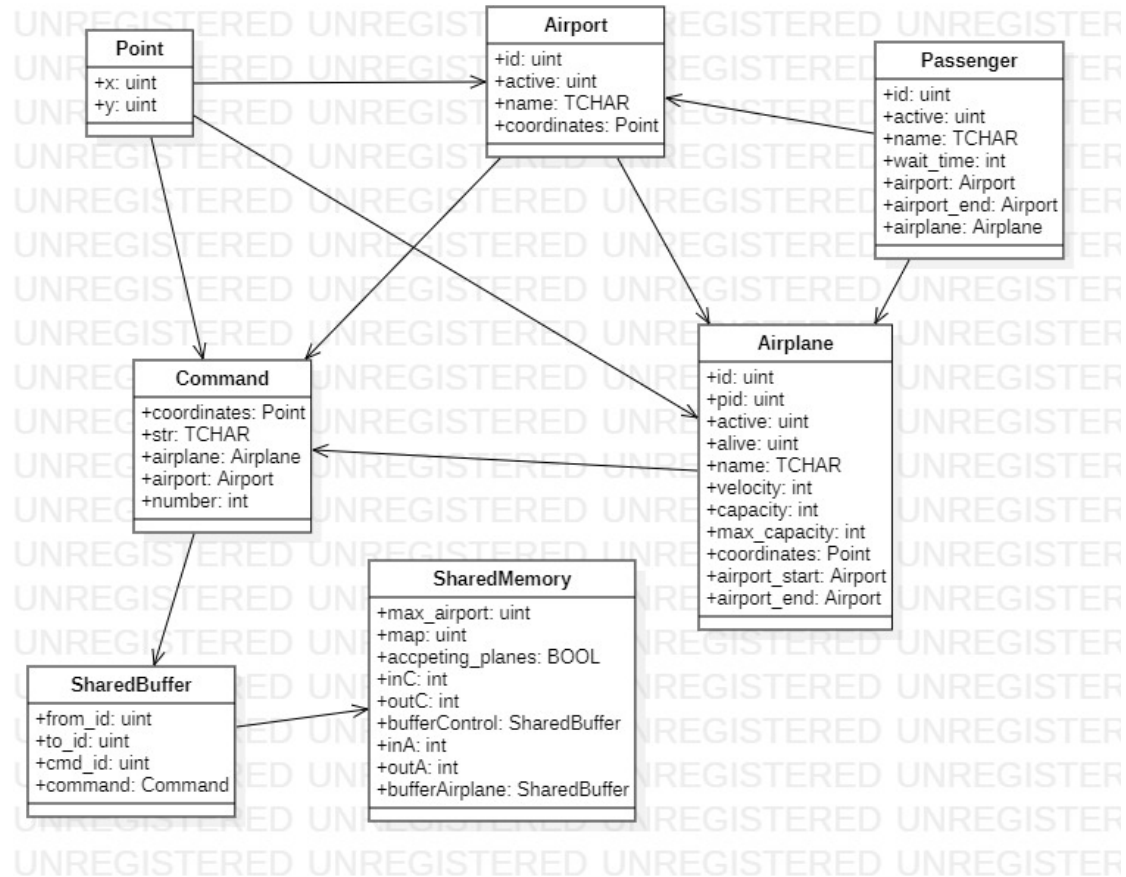 Point
+x: uint
+y: uint
Airport
+id: uint
+active: uint
+name: TCHAR
+coordinates: Point
Passenger
+id: uint
+active: uint
+name: TCHAR
+wait_time: int
+airport: Airport
+airport_end: Airport
+airplane: Airplane
Command
+coordinates: Point
+str: TCHAR
+airplane: Airplane
+airport: Airport
+number: int
Airplane
+id: uint
+pid: uint
+active: uint
+alive: uint
+name: TCHAR
+velocity: int
+capacity: int
+max_capacity: int
+coordinates: Point
+airport_start: Airport
+airport_end: Airport
SharedMemory
+max_airport: uint
+map: uint
+accpeting_planes: BOOL
+inC: int
+outC: int
+bufferControl: SharedBuffer
+inA: int
+outA: int
+bufferAirplane: SharedBuffer
SharedBuffer
+from_id: uint
+to_id: uint
+cmd_id: uint
+command: Command
UNREGISTERED